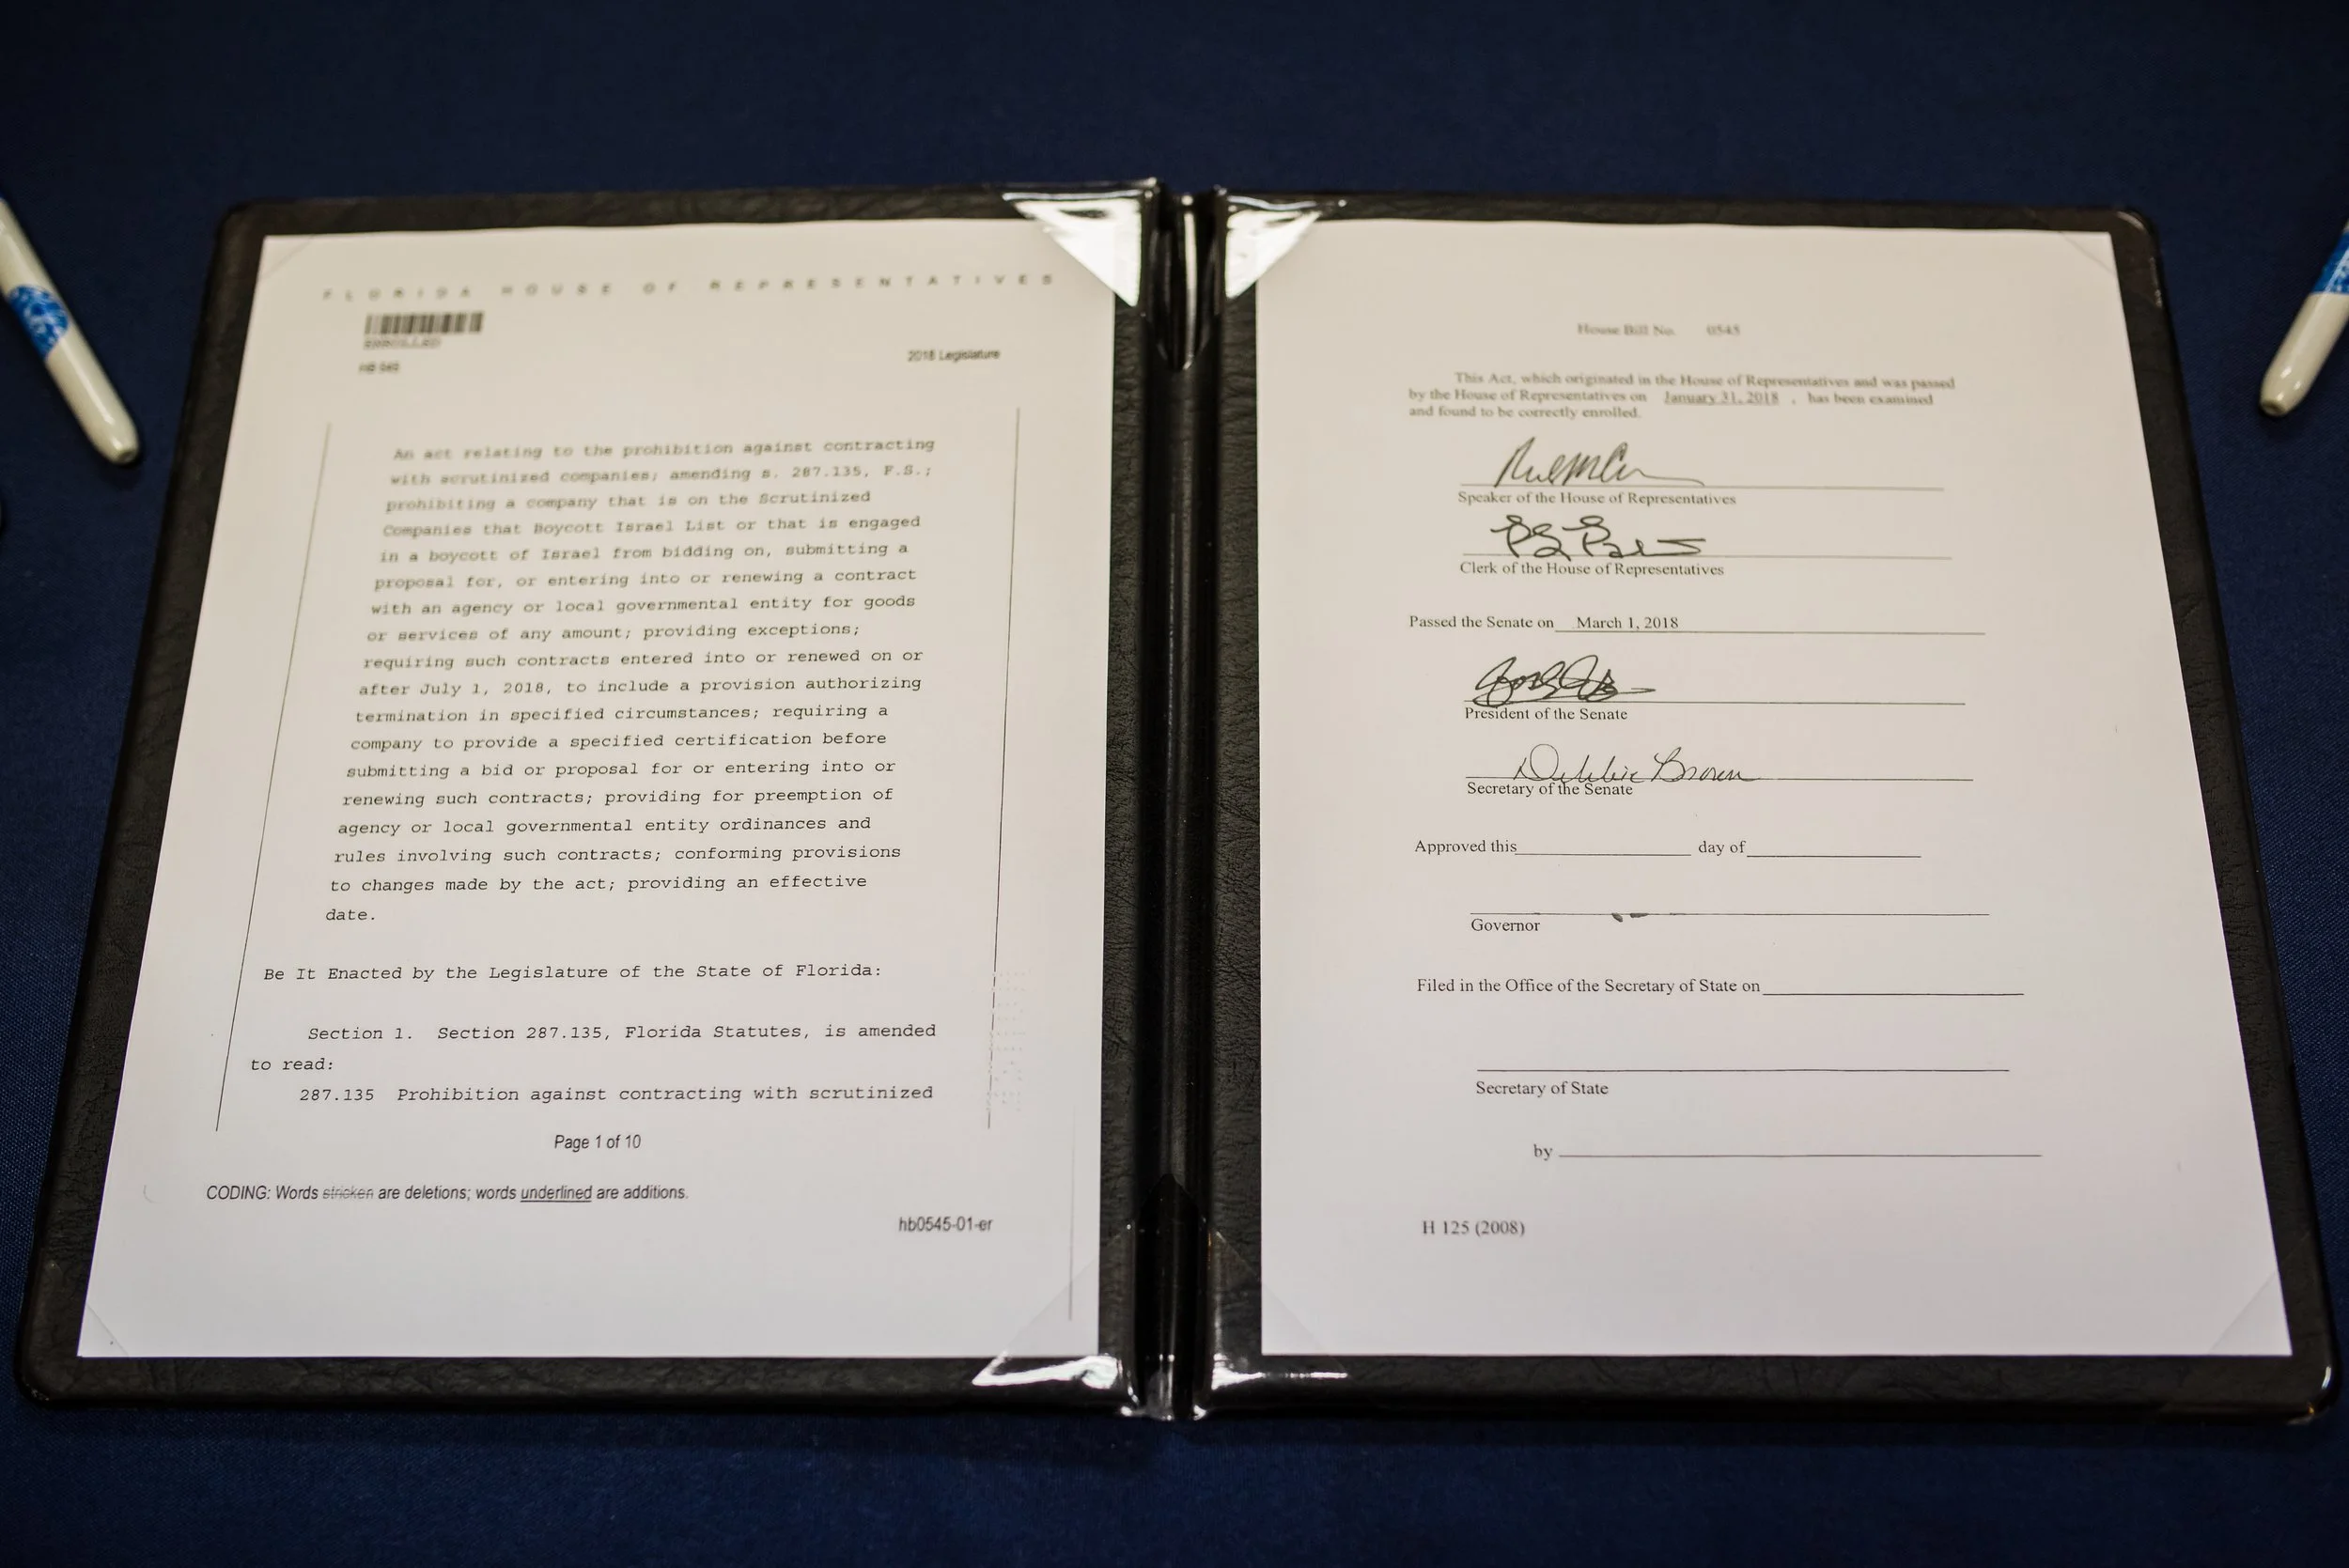 FLORIDA HOUSE OF REPRESENTATIVES
ENROLLED
HB 545
2018 Legislature
An act relating to the prohibition against contracting
with scrutinized companies; amending s. 287.135, F.S.;
prohibiting a company that is on the Scrutinized
Companies that Boycott Israel List or that is engaged
in a boycott of Israel from bidding on, submitting a
proposal for, or entering into or renewing a contract
with an agency or local governmental entity for goods
or services of any amount; providing exceptions;
requiring such contracts entered into or renewed on or
after July 1, 2018, to include a provision authorizing
termination in specified circumstances; requiring a
company to provide a specified certification before
submitting a bid or proposal for or entering into or
renewing such contracts; providing for preemption of
agency or local governmental entity ordinances and
rules involving such contracts; conforming provisions
to changes made by the act; providing an effective
date.
Be It Enacted by the Legislature of the State of Florida:
Section 1. Section 287.135, Florida Statutes, is amended
to read:
287.135 Prohibition against contracting with scrutinized
Page 1 of 10
CODING: Words stricken are deletions; words underlined are additions.
hb0545-01-er
House Bill No. 0545
This Act, which originated in the House of Representatives and was passed
by the House of Representatives on January 31, 2018 , has been examined
and found to be correctly enrolled.
Speaker of the House of Representatives
Clerk of the House of Representatives
Passed the Senate on March 1, 2018
President of the Senate
Debbie Brown
Secretary of the Senate
Approved this day of
Governor
Filed in the Office of the Secretary of State on
Secretary of State
by
H 125 (2008)